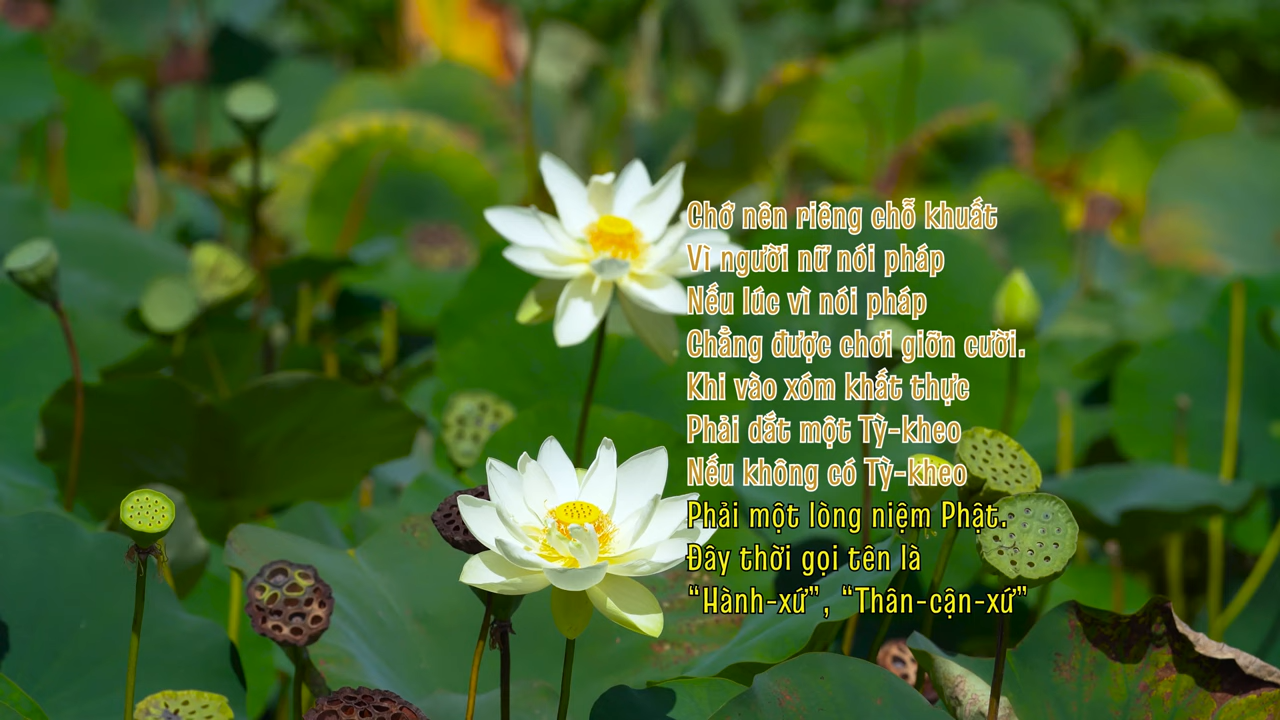 Chớ nên riêng chỗ khuất
Vì người nữ nói pháp
Nếu lúc vì nói pháp
Chẳng được chơi giỡn cười.
Khi vào xóm khất thực
Phải dắt một Tỳ-kheo
Nếu không có Tỳ-kheo
Phải một lòng niệm Phật.
Đây thời gọi tên là
“Hành-xứ”, “Thân-cận-xứ”